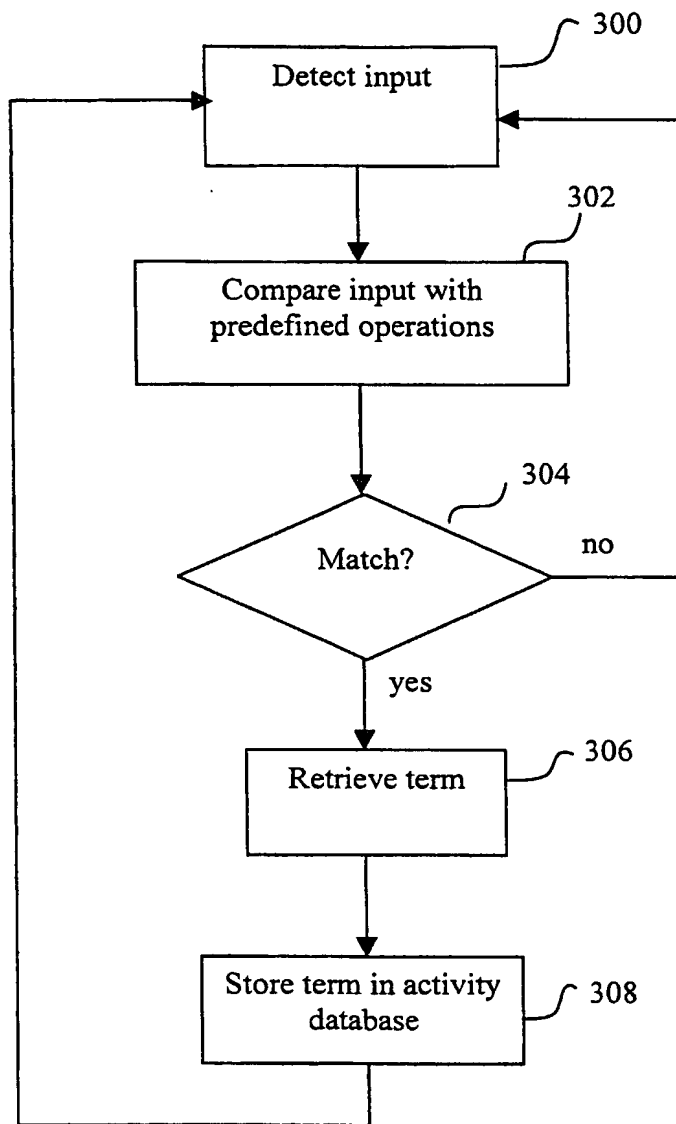 300
Detect input
302
Compare input with
predefined operations
304
Match?
no
yes
306
Retrieve term
Store term in activity
database
308